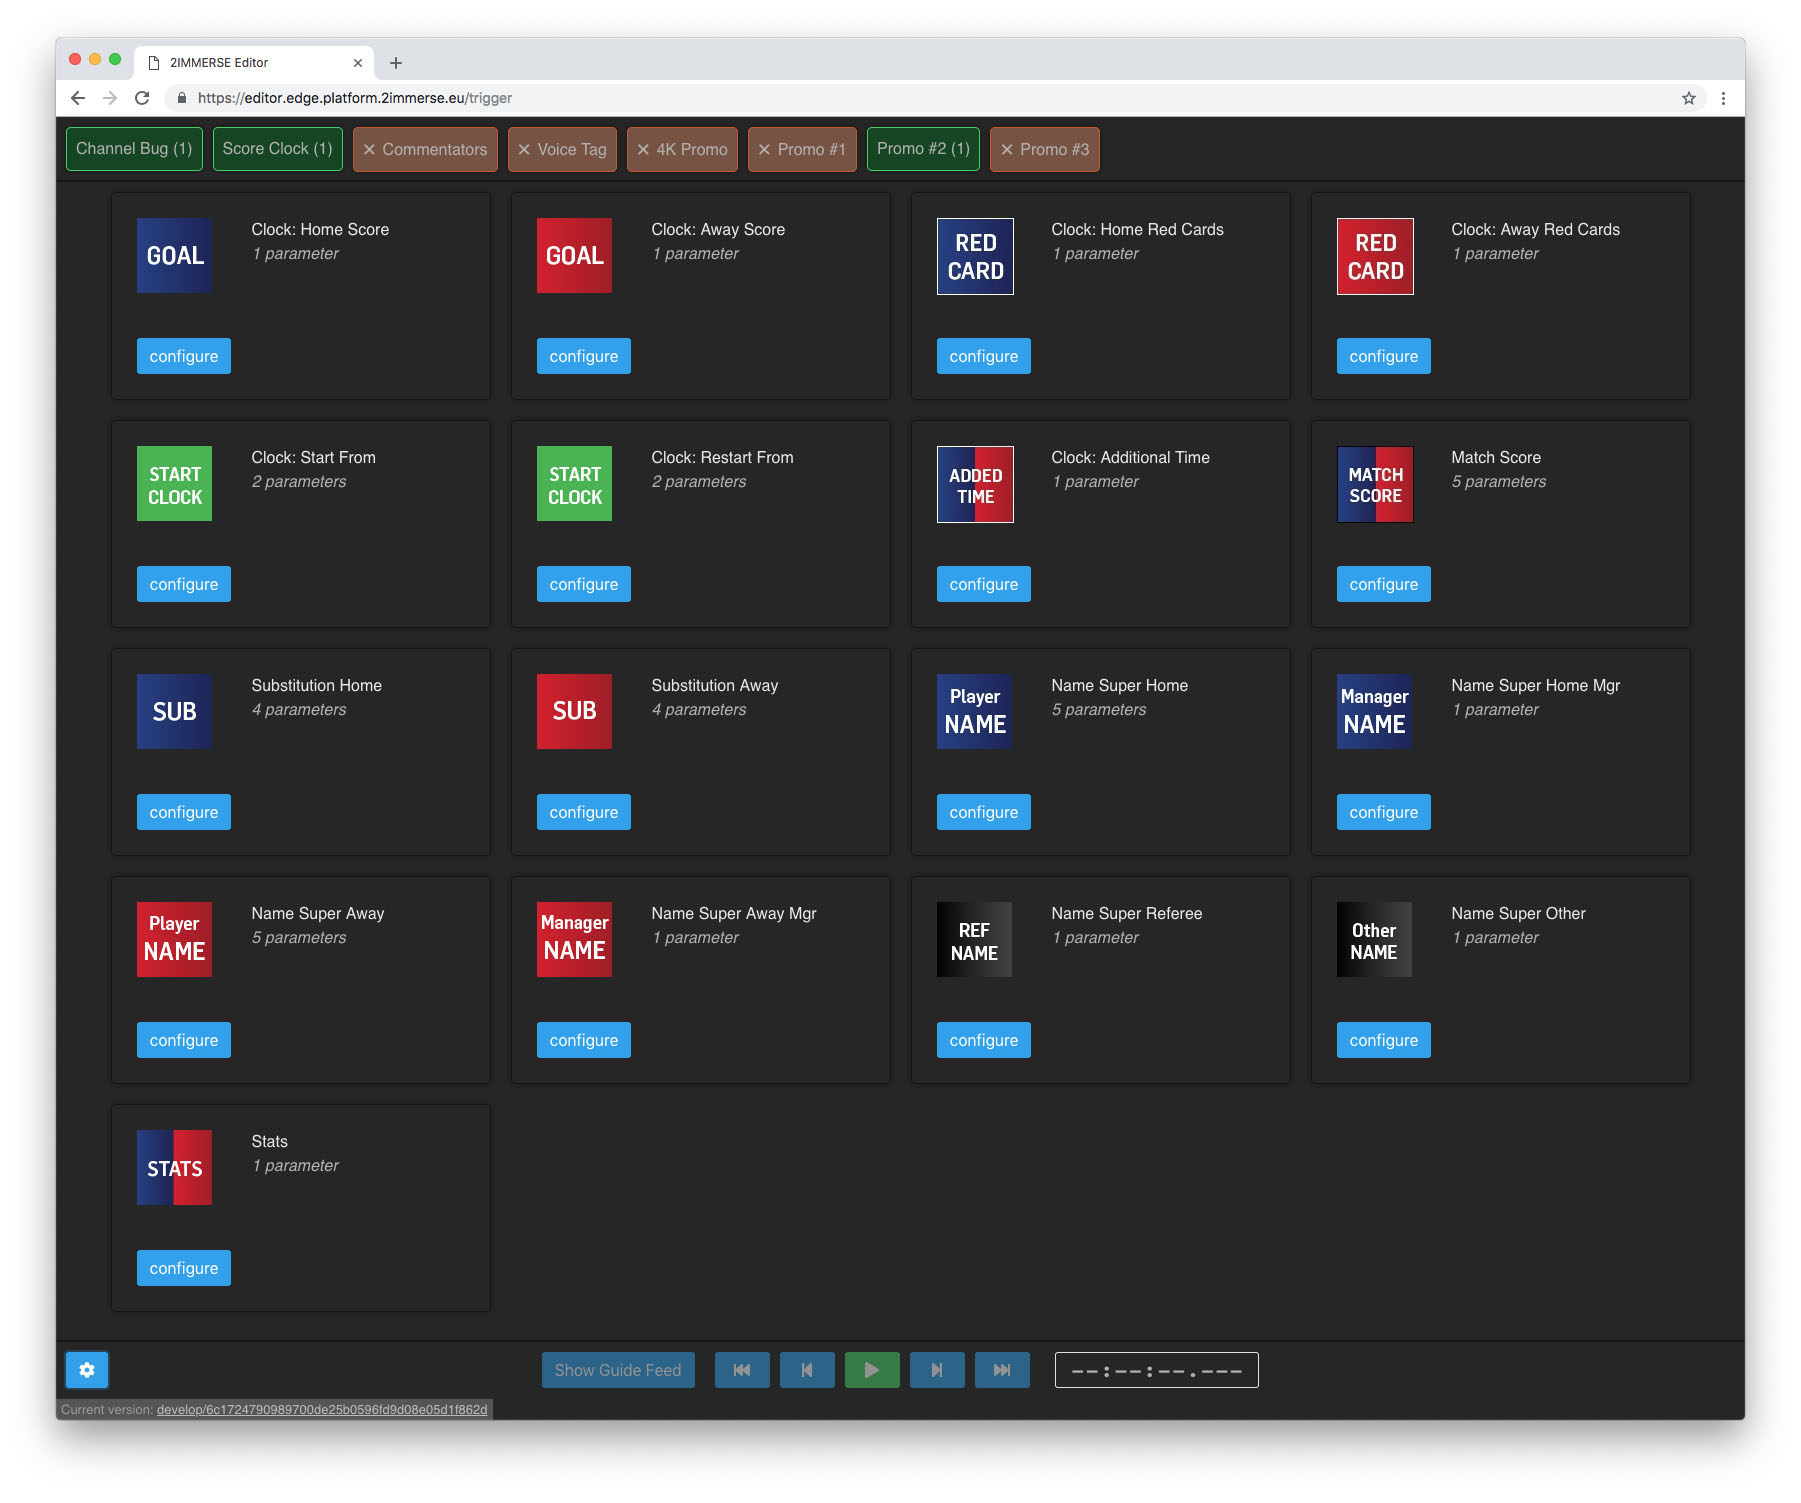 2IMMERSE Editor
https://editor.edge.platform.2immerse.eu/trigger
Channel Bug (1)
Score Clock (1)
✕ Commentators
✕ Voice Tag
✕ 4K Promo
✕ Promo #1
Promo #2 (1)
✕ Promo #3
GOAL
Clock: Home Score
1 parameter
configure
GOAL
Clock: Away Score
1 parameter
configure
RED
CARD
Clock: Home Red Cards
1 parameter
configure
RED
CARD
Clock: Away Red Cards
1 parameter
configure
START
CLOCK
Clock: Start From
2 parameters
configure
START
CLOCK
Clock: Restart From
2 parameters
configure
ADDED
TIME
Clock: Additional Time
1 parameter
configure
MATCH
SCORE
Match Score
5 parameters
configure
SUB
Substitution Home
4 parameters
configure
SUB
Substitution Away
4 parameters
configure
Player
NAME
Name Super Home
5 parameters
configure
Manager
NAME
Name Super Home Mgr
1 parameter
configure
Player
NAME
Name Super Away
5 parameters
configure
Manager
NAME
Name Super Away Mgr
1 parameter
configure
REF
NAME
Name Super Referee
1 parameter
configure
Other
NAME
Name Super Other
1 parameter
configure
STATS
Stats
1 parameter
configure
Show Guide Feed
--:--:--.---
Current version: develop/6c1724790989700de25b0596fd9d08e05d1f862d